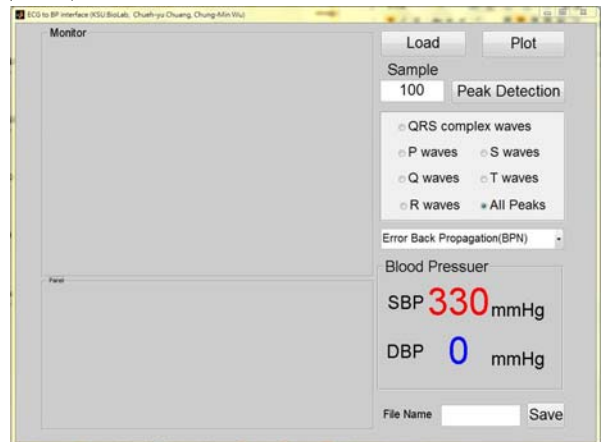 ECG to BP interface (KSU.BioLab, Chueh-yu Chuang, Chung-Min Wu)
Monitor
Load Plot
Sample
100 Peak Detection
QRS complex waves
P waves S waves
Q waves T waves
R waves All Peaks
Error Back Propagation(BPN)
Panel
Blood Pressuer
SBP 330 mmHg
DBP 0 mmHg
File Name Save